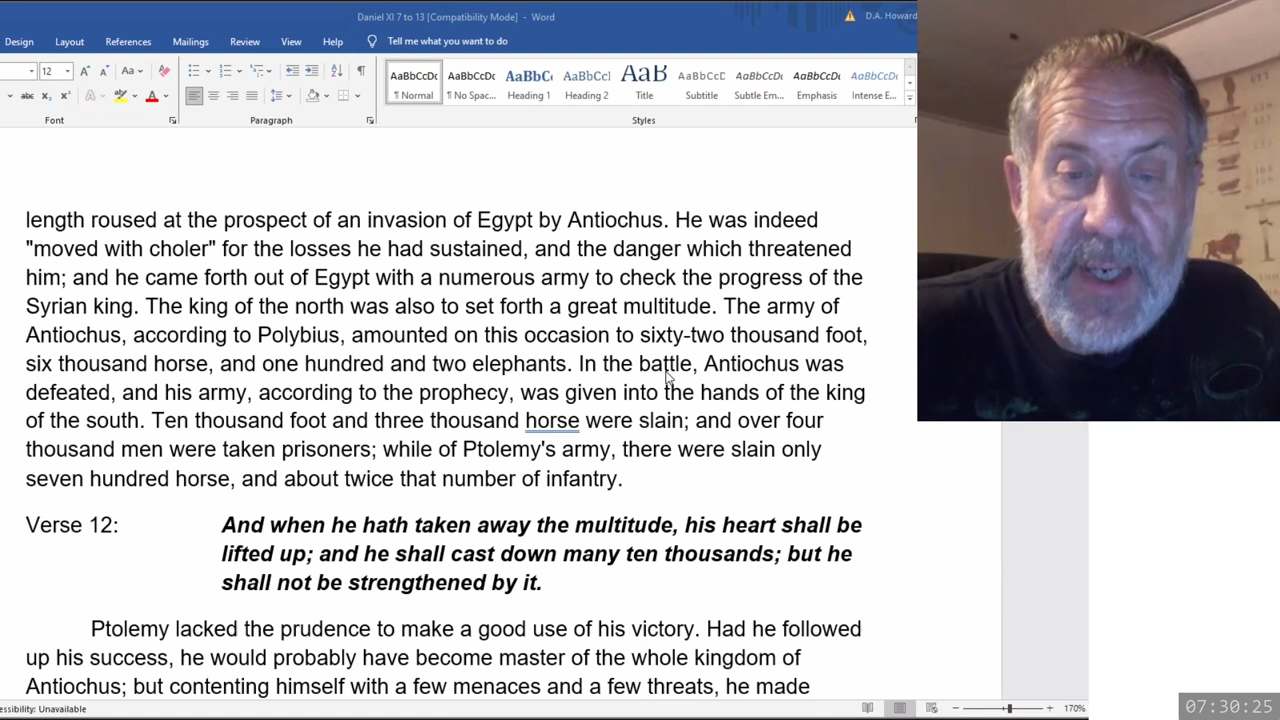 Daniel XI 7 to 13 [Compatibility Mode] - Word
D.A. Howard
Design Layout References Mailings Review View Help Tell me what you want to do
12 Aa
AaBbCcDc AaBbCcDc AaBbC AaBbCcC AaB AaBbCcD AaBbCcD AaBbCcD AaBbCcD
¶ Normal ¶ No Spac... Heading 1 Heading 2 Title Subtitle Subtle Em... Emphasis Intense E...
Font Paragraph Styles
length roused at the prospect of an invasion of Egypt by Antiochus. He was indeed
"moved with choler" for the losses he had sustained, and the danger which threatened
him; and he came forth out of Egypt with a numerous army to check the progress of the
Syrian king. The king of the north was also to set forth a great multitude. The army of
Antiochus, according to Polybius, amounted on this occasion to sixty-two thousand foot,
six thousand horse, and one hundred and two elephants. In the battle, Antiochus was
defeated, and his army, according to the prophecy, was given into the hands of the king
of the south. Ten thousand foot and three thousand horse were slain; and over four
thousand men were taken prisoners; while of Ptolemy's army, there were slain only
seven hundred horse, and about twice that number of infantry.
Verse 12: And when he hath taken away the multitude, his heart shall be
lifted up; and he shall cast down many ten thousands; but he
shall not be strengthened by it.
Ptolemy lacked the prudence to make a good use of his victory. Had he followed
up his success, he would probably have become master of the whole kingdom of
Antiochus; but contenting himself with a few menaces and a few threats, he made
ssibility: Unavailable
170%
07:30:25